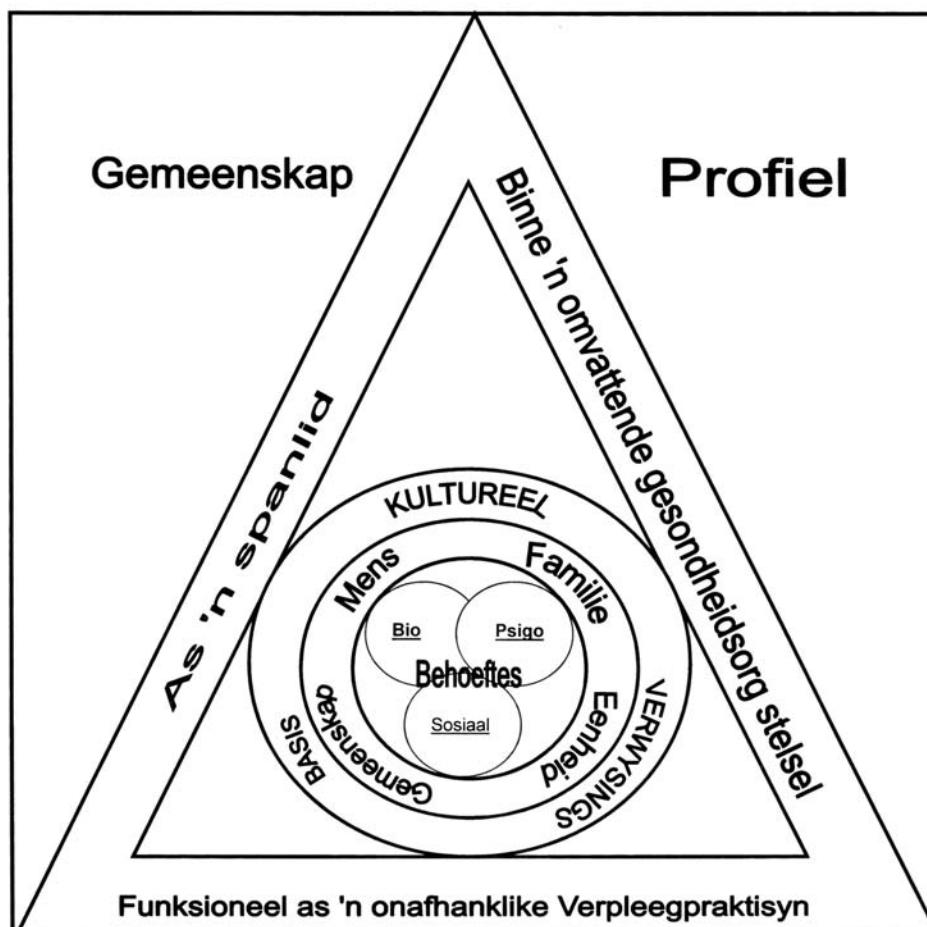 Gemeenskap
Profiel
As 'n spanlid
Binne 'n omvattende gesondheidsorg stelsel
KULTUREEL
VERWYSINGS
BASIS
Mens
Familie
Eenheid
Gemeenskap
Bio
Psigo
Behoeftes
Sosiaal
Funksioneel as 'n onafhanklike Verpleegpraktisyn